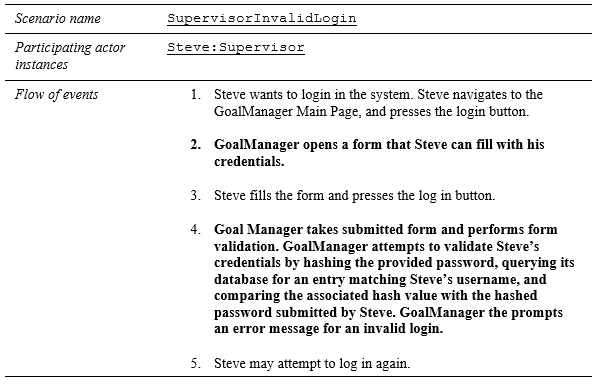 Scenario name SupervisorInvalidLogin
Participating actor Steve:Supervisor
instances
Flow of events 1. Steve wants to login in the system. Steve navigates to the
GoalManager Main Page, and presses the login button.
2. GoalManager opens a form that Steve can fill with his
credentials.
3. Steve fills the form and presses the log in button.
4. Goal Manager takes submitted form and performs form
validation. GoalManager attempts to validate Steve’s
credentials by hashing the provided password, querying its
database for an entry matching Steve’s username, and
comparing the associated hash value with the hashed
password submitted by Steve. GoalManager the prompts
an error message for an invalid login.
5. Steve may attempt to log in again.